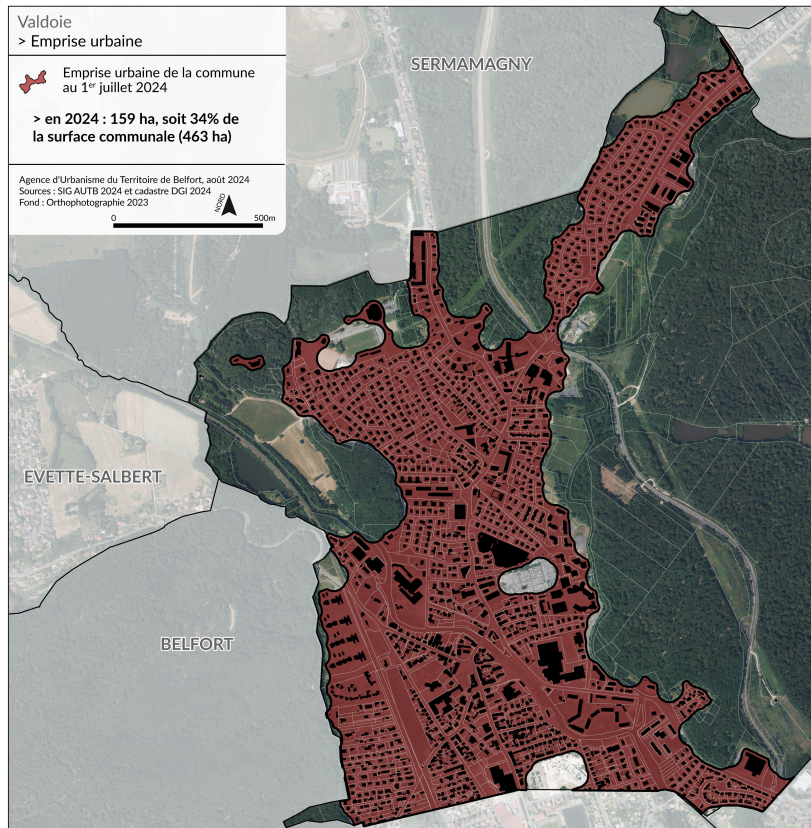 Valdoie
> Emprise urbaine
Emprise urbaine de la commune
au 1er juillet 2024
> en 2024 : 159 ha, soit 34% de
la surface communale (463 ha)
Agence d'Urbanisme du Territoire de Belfort, août 2024
Sources : SIG AUTB 2024 et cadastre DGI 2024
Fond : Orthophotographie 2023
NORD
0 500m
SERMAMAGNY
EVETTE-SALBERT
BELFORT